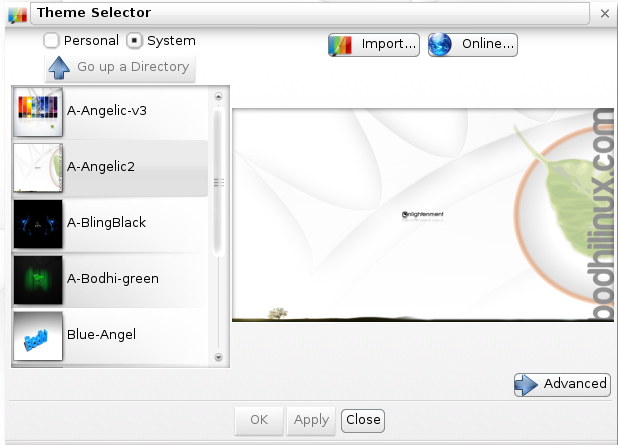 Theme Selector
Personal System
Import... Online...
Go up a Directory
A-Angelic-v3
A-Angelic2
A-BlingBlack
A-Bodhi-green
Blue-Angel
Bodhi
enlightenment
bodhilinux.com
Advanced
OK Apply Close